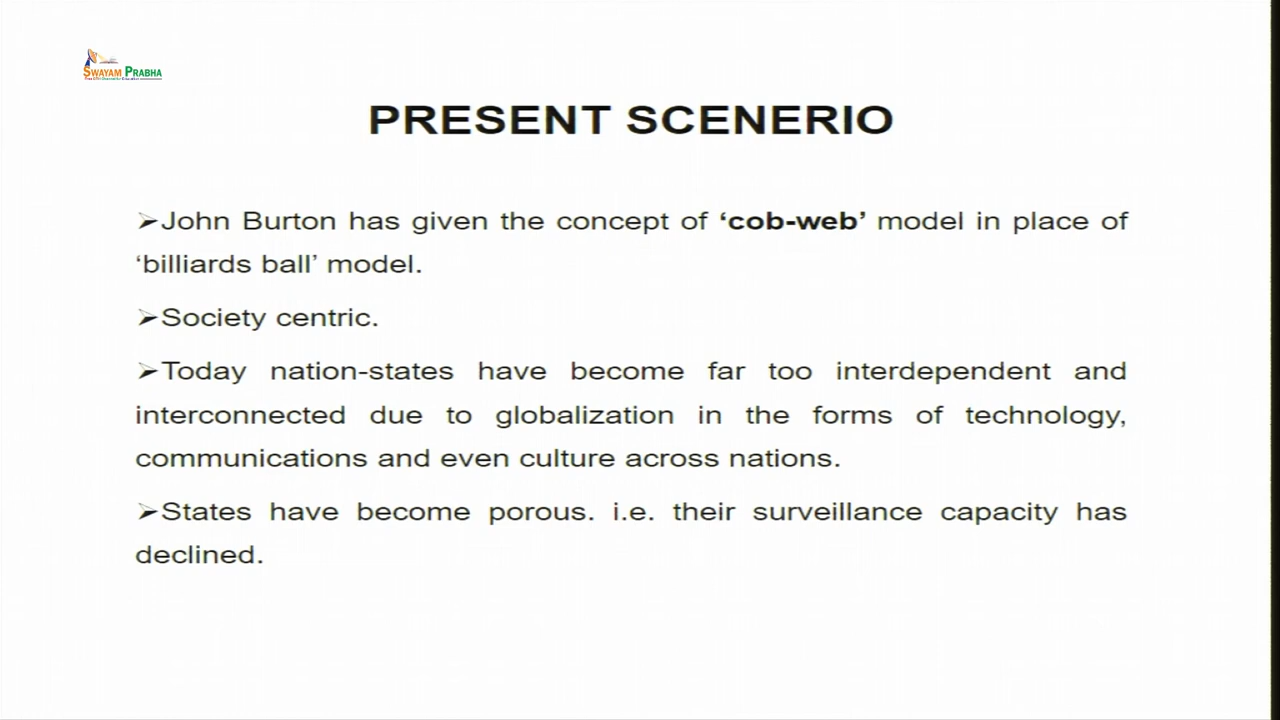 SWAYAM PRABHA
PRESENT SCENERIO
➢John Burton has given the concept of ‘cob-web’ model in place of
‘billiards ball’ model.
➢Society centric.
➢Today nation-states have become far too interdependent and
interconnected due to globalization in the forms of technology,
communications and even culture across nations.
➢States have become porous. i.e. their surveillance capacity has
declined.